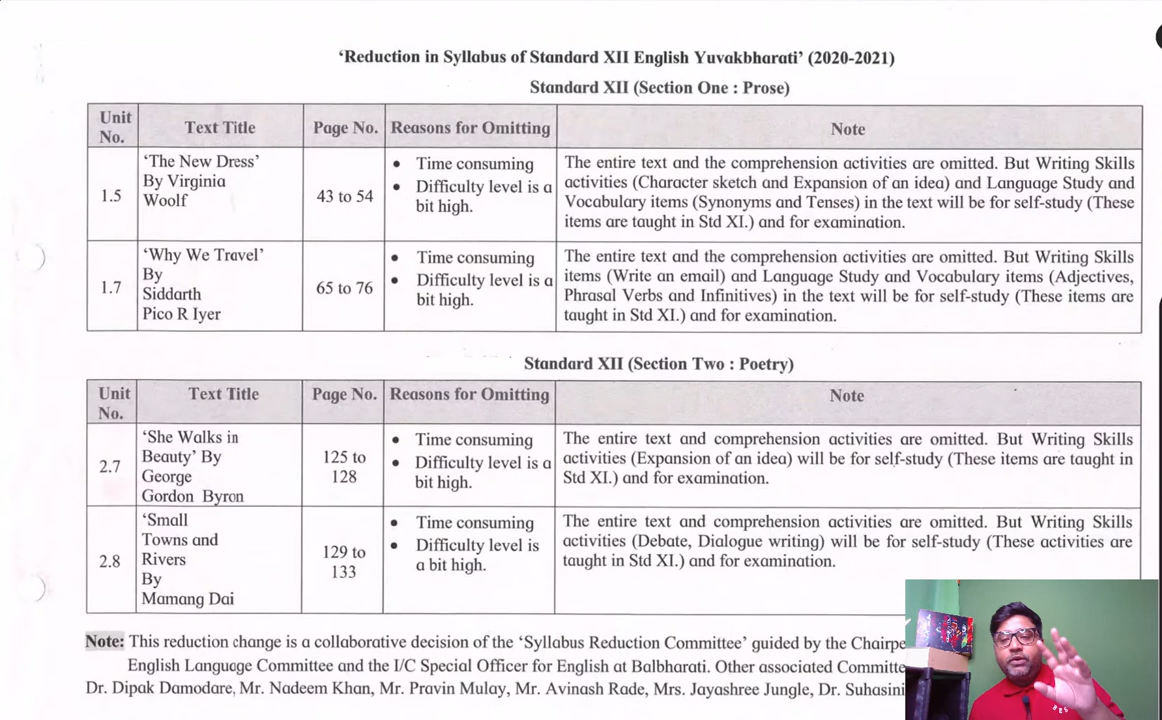 ‘Reduction in Syllabus of Standard XII English Yuvakbharati’ (2020-2021)
Standard XII (Section One : Prose)
Unit No. Text Title Page No. Reasons for Omitting Note
1.5
‘The New Dress’
By Virginia
Woolf
43 to 54
• Time consuming
• Difficulty level is a
bit high.
The entire text and the comprehension activities are omitted. But Writing Skills
activities (Character sketch and Expansion of an idea) and Language Study and
Vocabulary items (Synonyms and Tenses) in the text will be for self-study (These
items are taught in Std XI.) and for examination.
1.7
‘Why We Travel’
By
Siddarth
Pico R Iyer
65 to 76
• Time consuming
• Difficulty level is a
bit high.
The entire text and the comprehension activities are omitted. But Writing Skills
items (Write an email) and Language Study and Vocabulary items (Adjectives,
Phrasal Verbs and Infinitives) in the text will be for self-study (These items are
taught in Std XI.) and for examination.
Standard XII (Section Two : Poetry)
Unit No. Text Title Page No. Reasons for Omitting Note
2.7
‘She Walks in
Beauty’ By
George
Gordon Byron
125 to
128
• Time consuming
• Difficulty level is a
bit high.
The entire text and comprehension activities are omitted. But Writing Skills
activities (Expansion of an idea) will be for self-study (These items are taught in
Std XI.) and for examination.
2.8
‘Small
Towns and
Rivers
By
Mamang Dai
129 to
133
• Time consuming
• Difficulty level is
a bit high.
The entire text and comprehension activities are omitted. But Writing Skills
activities (Debate, Dialogue writing) will be for self-study (These activities are
taught in Std XI.) and for examination.
Note: This reduction change is a collaborative decision of the ‘Syllabus Reduction Committee’ guided by the Chairpe
English Language Committee and the I/C Special Officer for English at Balbharati. Other associated Committe
Dr. Dipak Damodare, Mr. Nadeem Khan, Mr. Pravin Mulay, Mr. Avinash Rade, Mrs. Jayashree Jungle, Dr. Suhasini